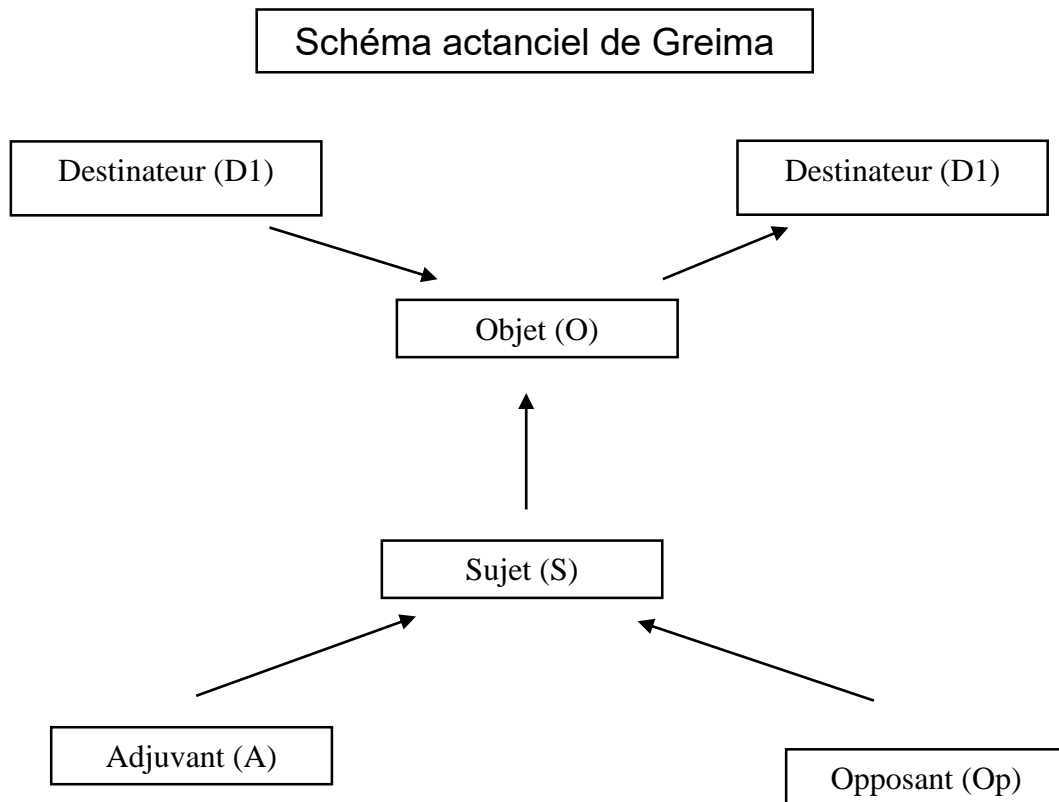 Schéma actanciel de Greima
Destinateur (D1)
Destinateur (D1)
Objet (O)
Sujet (S)
Adjuvant (A)
Opposant (Op)